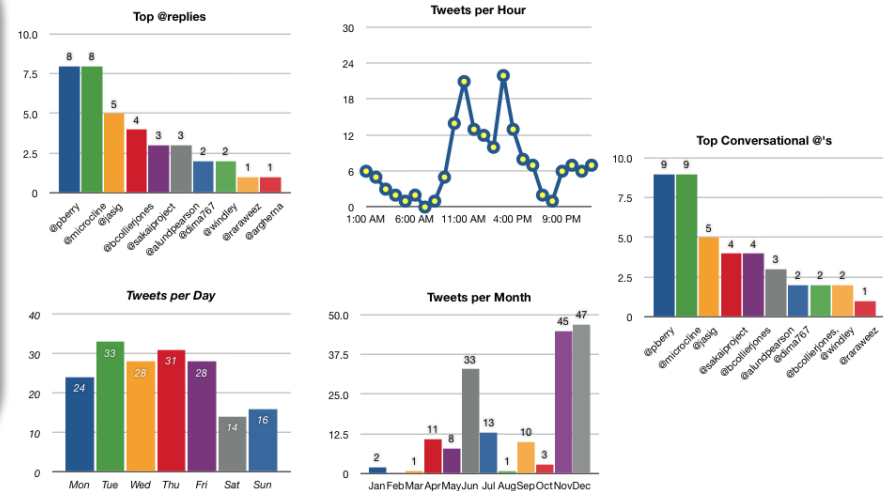 Top @replies
10.0
7.5
5.0
2.5
0
8
8
5
4
3
3
2
2
1
1
@pberry
@microcline
@jasig
@bcollierjones
@sakaiproject
@alundpearson
@dima767
@windley
@raraweez
@argherna
Tweets per Hour
30
24
18
12
6
0
1:00 AM 6:00 AM 11:00 AM 4:00 PM 9:00 PM
Top Conversational @'s
10.0
7.5
5.0
2.5
0
9
9
5
4
4
3
2
2
2
1
@pberry
@microcline
@jasig
@sakaiproject
@bcollierjones
@alundpearson
@dima767
@bcollierjones,
@windley
@raraweez
Tweets per Day
40
30
20
10
0
24
33
28
31
28
14
16
Mon Tue Wed Thu Fri Sat Sun
Tweets per Month
50.0
37.5
25.0
12.5
0
2
1
11
8
33
13
1
10
3
45
47
Jan Feb Mar Apr May Jun Jul Aug Sep Oct Nov Dec